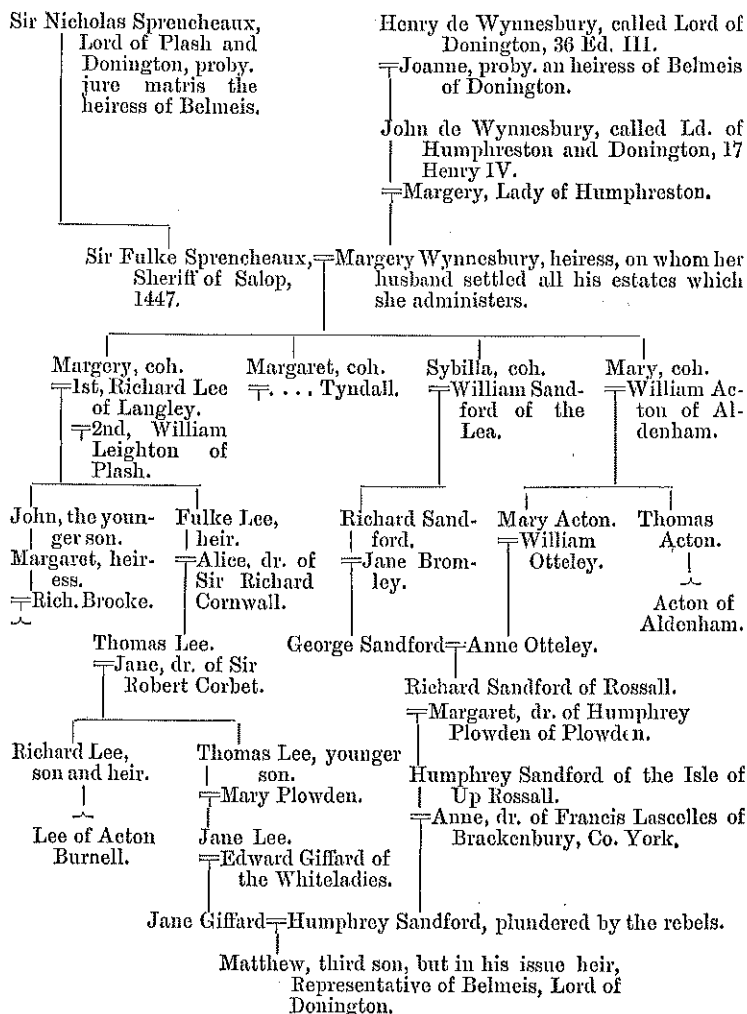 Sir Nicholas Sprencheaux,
Lord of Plash and
Donington, proby.
jure matris the
heiress of Belmeis.
Henry de Wynnesbury, called Lord of
Donington, 36 Ed. III.
Joanne, proby. an heiress of Belmeis
of Donington.
John de Wynnesbury, called Ld. of
Humphreston and Donington, 17
Henry IV.
Margery, Lady of Humphreston.
Sir Fulke Sprencheaux,
Sheriff of Salop,
1447.
Margery Wynnesbury, heiress, on whom her
husband settled all his estates which
she administers.
Margery, coh.
1st, Richard Lee
of Langley.
2nd, William
Leighton of
Plash.
Margaret, coh.
. . . . Tyndall.
Sybilla, coh.
William Sand-
ford of the
Lea.
Mary, coh.
William Ac-
ton of Al-
denham.
John, the youn-
ger son.
Margaret, heir-
ess.
Rich. Brooke.
Fulke Lee,
heir.
Alice, dr. of
Sir Richard
Cornwall.
Richard Sand-
ford.
Jane Brom-
ley.
Mary Acton.
William
Otteley.
Thomas
Acton.
Acton of
Aldenham.
Thomas Lee.
Jane, dr. of Sir
Robert Corbet.
George Sandford
Anne Otteley.
Richard Sandford of Rossall.
Margaret, dr. of Humphrey
Plowden of Plowden.
Richard Lee,
son and heir.
Lee of Acton
Burnell.
Thomas Lee, younger
son.
Mary Plowden.
Jane Lee.
Edward Giffard of
the Whiteladies.
Humphrey Sandford of the Isle of
Up Rossall.
Anne, dr. of Francis Lascelles of
Brackenbury, Co. York.
Jane Giffard
Humphrey Sandford, plundered by the rebels.
Matthew, third son, but in his issue heir,
Representative of Belmeis, Lord of
Donington.